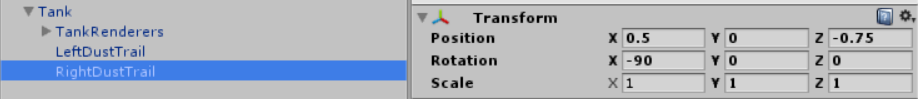 Tank
TankRenderers
LeftDustTrail
RightDustTrail
Transform
Position X 0.5 Y 0 Z -0.75
Rotation X -90 Y 0 Z 0
Scale X 1 Y 1 Z 1